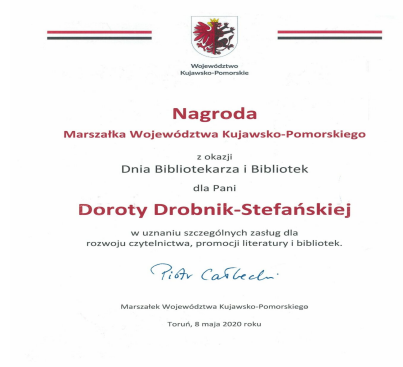 Województwo
Kujawsko-Pomorskie
Nagroda
Marszałka Województwa Kujawsko-Pomorskiego
z okazji
Dnia Bibliotekarza i Bibliotek
dla Pani
Doroty Drobnik-Stefańskiej
w uznaniu szczególnych zasług dla
rozwoju czytelnictwa, promocji literatury i bibliotek.
Piotr Całbecki
Marszałek Województwa Kujawsko-Pomorskiego
Toruń, 8 maja 2020 roku